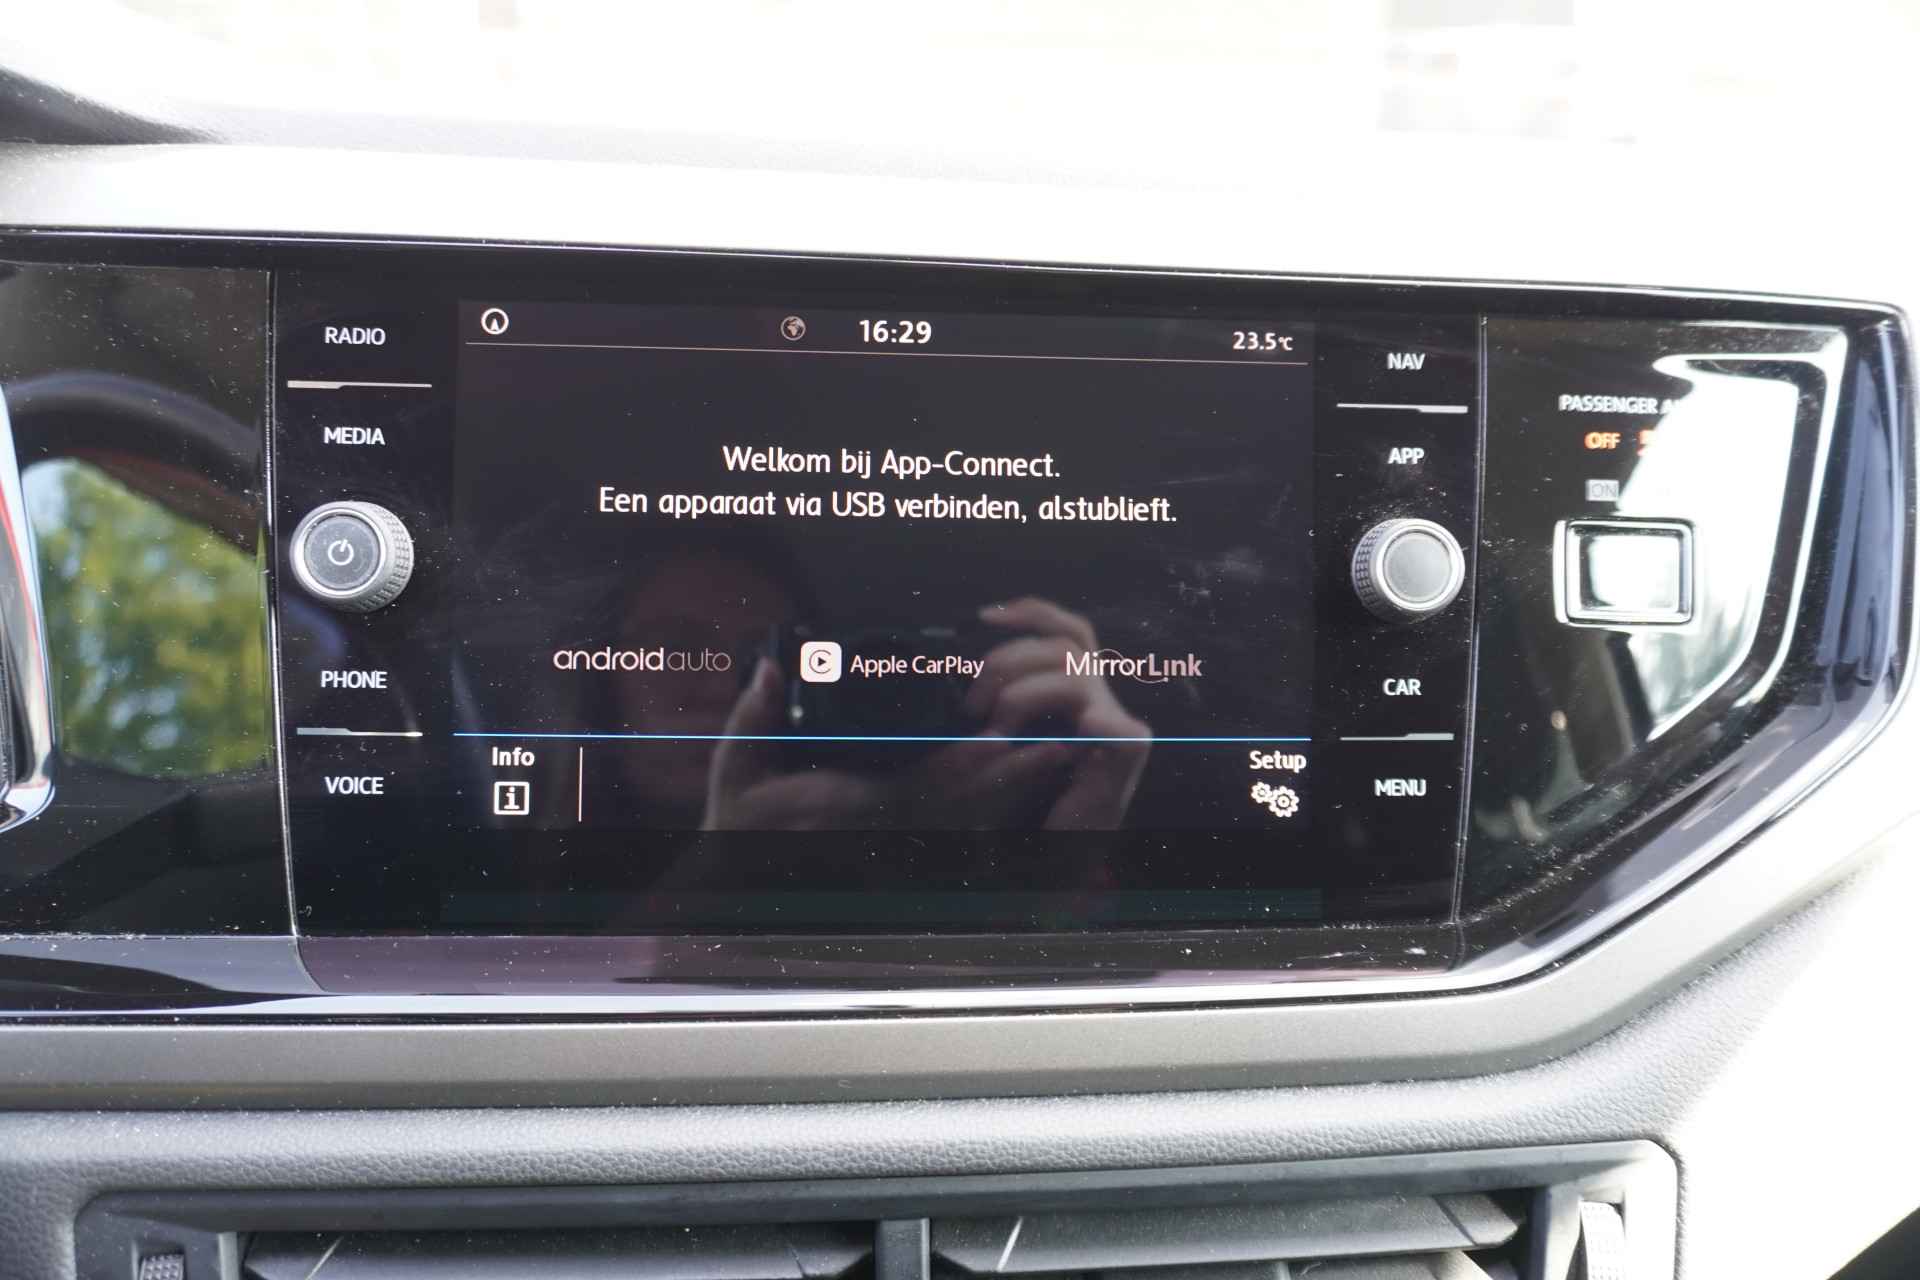 RADIO
MEDIA
PHONE
VOICE
16:29
23.5°C
Welkom bij App-Connect.
Een apparaat via USB verbinden, alstublieft.
androidauto
Apple CarPlay
MirrorLink
Info
Setup
NAV
APP
CAR
MENU
PASSENGER
OFF
ON